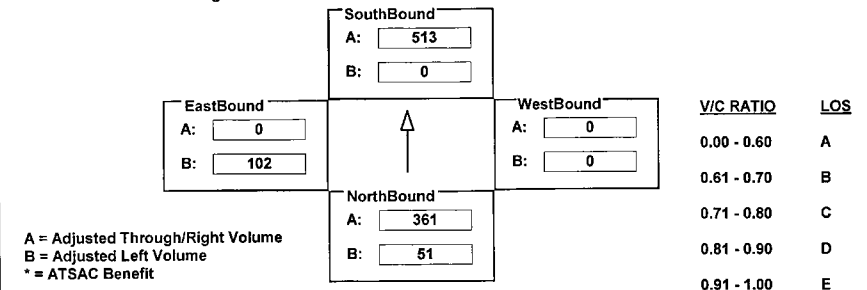 SouthBound
A: 513
B: 0
EastBound
A: 0
B: 102
WestBound
A: 0
B: 0
NorthBound
A: 361
B: 51
A = Adjusted Through/Right Volume
B = Adjusted Left Volume
* = ATSAC Benefit
V/C RATIO LOS
0.00 - 0.60 A
0.61 - 0.70 B
0.71 - 0.80 C
0.81 - 0.90 D
0.91 - 1.00 E